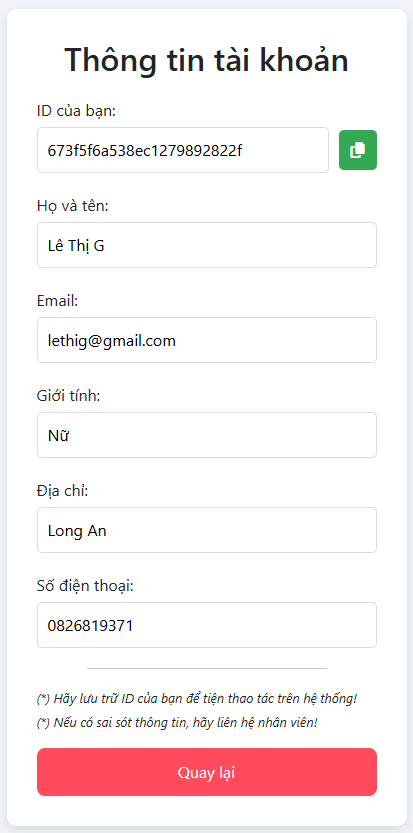 Thông tin tài khoản
ID của bạn:
673f5f6a538ec1279892822f
Họ và tên:
Lê Thị G
Email:
lethig@gmail.com
Giới tính:
Nữ
Địa chỉ:
Long An
Số điện thoại:
0826819371
(*) Hãy lưu trữ ID của bạn để tiện thao tác trên hệ thống!
(*) Nếu có sai sót thông tin, hãy liên hệ nhân viên!
Quay lại